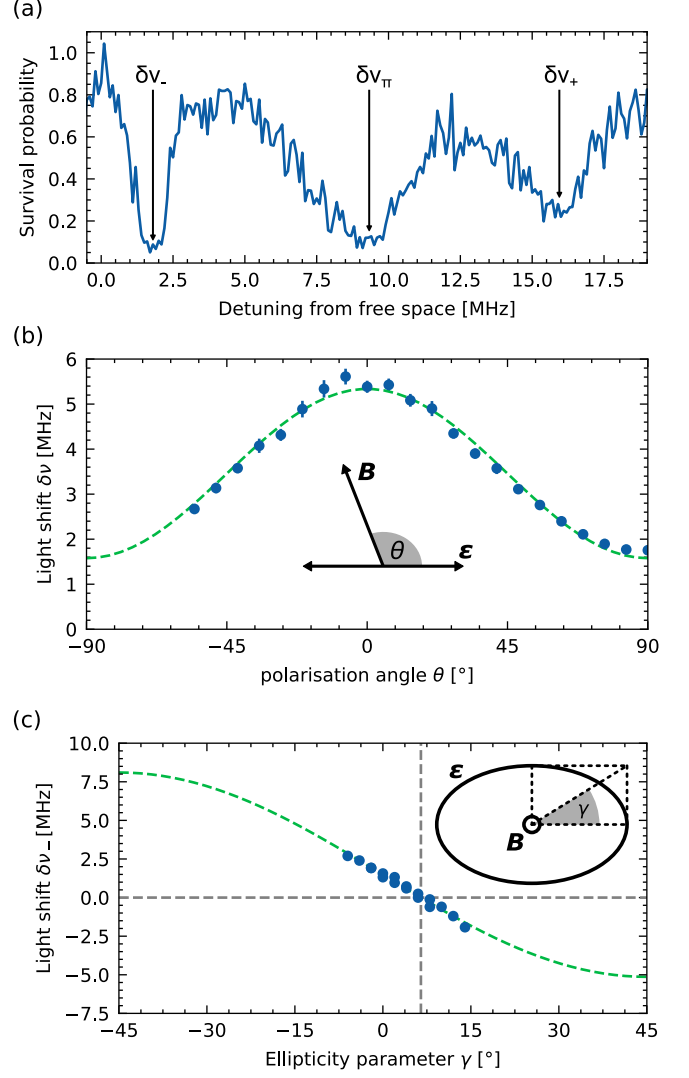 (a)
δν₋ δνπ δν₊
Survival probability
1.0
0.8
0.6
0.4
0.2
0.0
0.0 2.5 5.0 7.5 10.0 12.5 15.0 17.5
Detuning from free space [MHz]
(b)
Light shift δν [MHz]
6
5
4
3
2
1
0
B
θ
ε
−90 −45 0 45 90
polarisation angle θ [°]
(c)
Light shift δν₋ [MHz]
10.0
7.5
5.0
2.5
0.0
−2.5
−5.0
−7.5
ε
γ
B
−45 −30 −15 0 15 30 45
Ellipticity parameter γ [°]